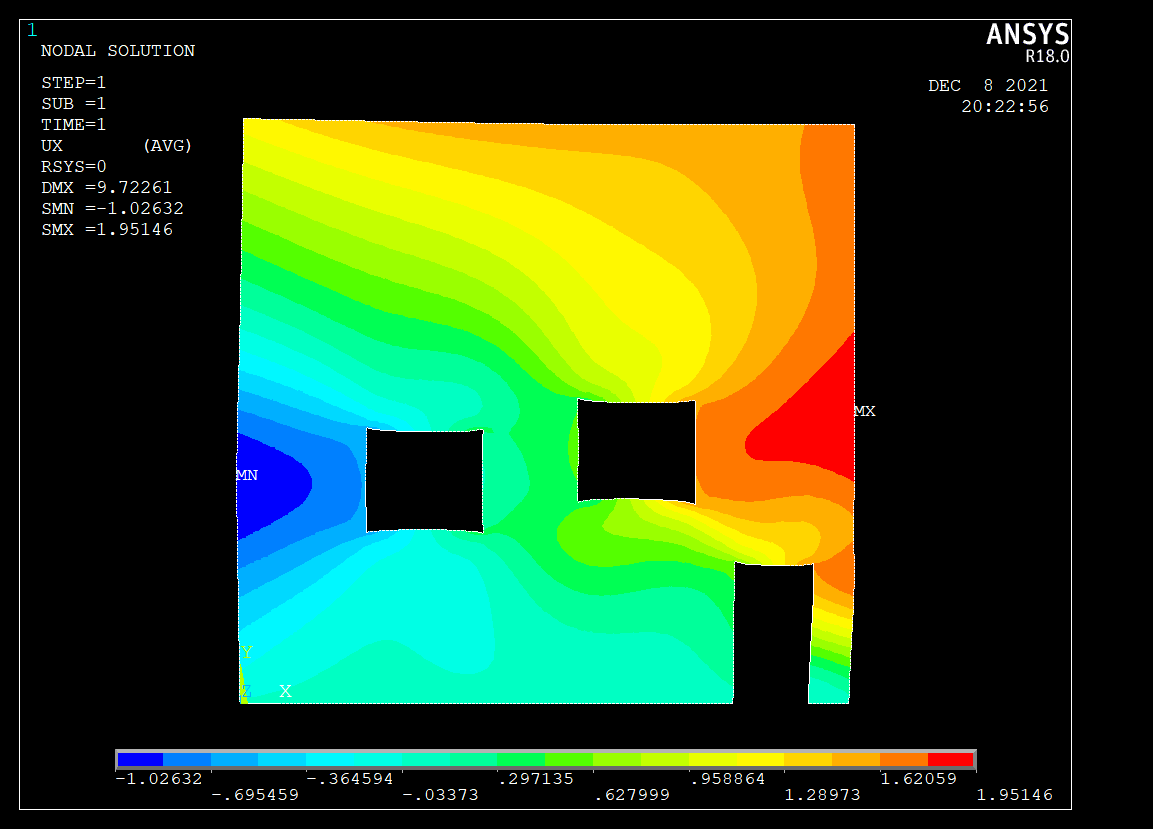 1
ANSYS
R18.0
NODAL SOLUTION
DEC  8 2021
20:22:56
STEP=1
SUB =1
TIME=1
UX       (AVG)
RSYS=0
DMX =9.72261
SMN =-1.02632
SMX =1.95146
MX
MN
Y
Z X
-1.02632 -.364594 .297135 .958864 1.62059
-.695459 -.03373 .627999 1.28973 1.95146